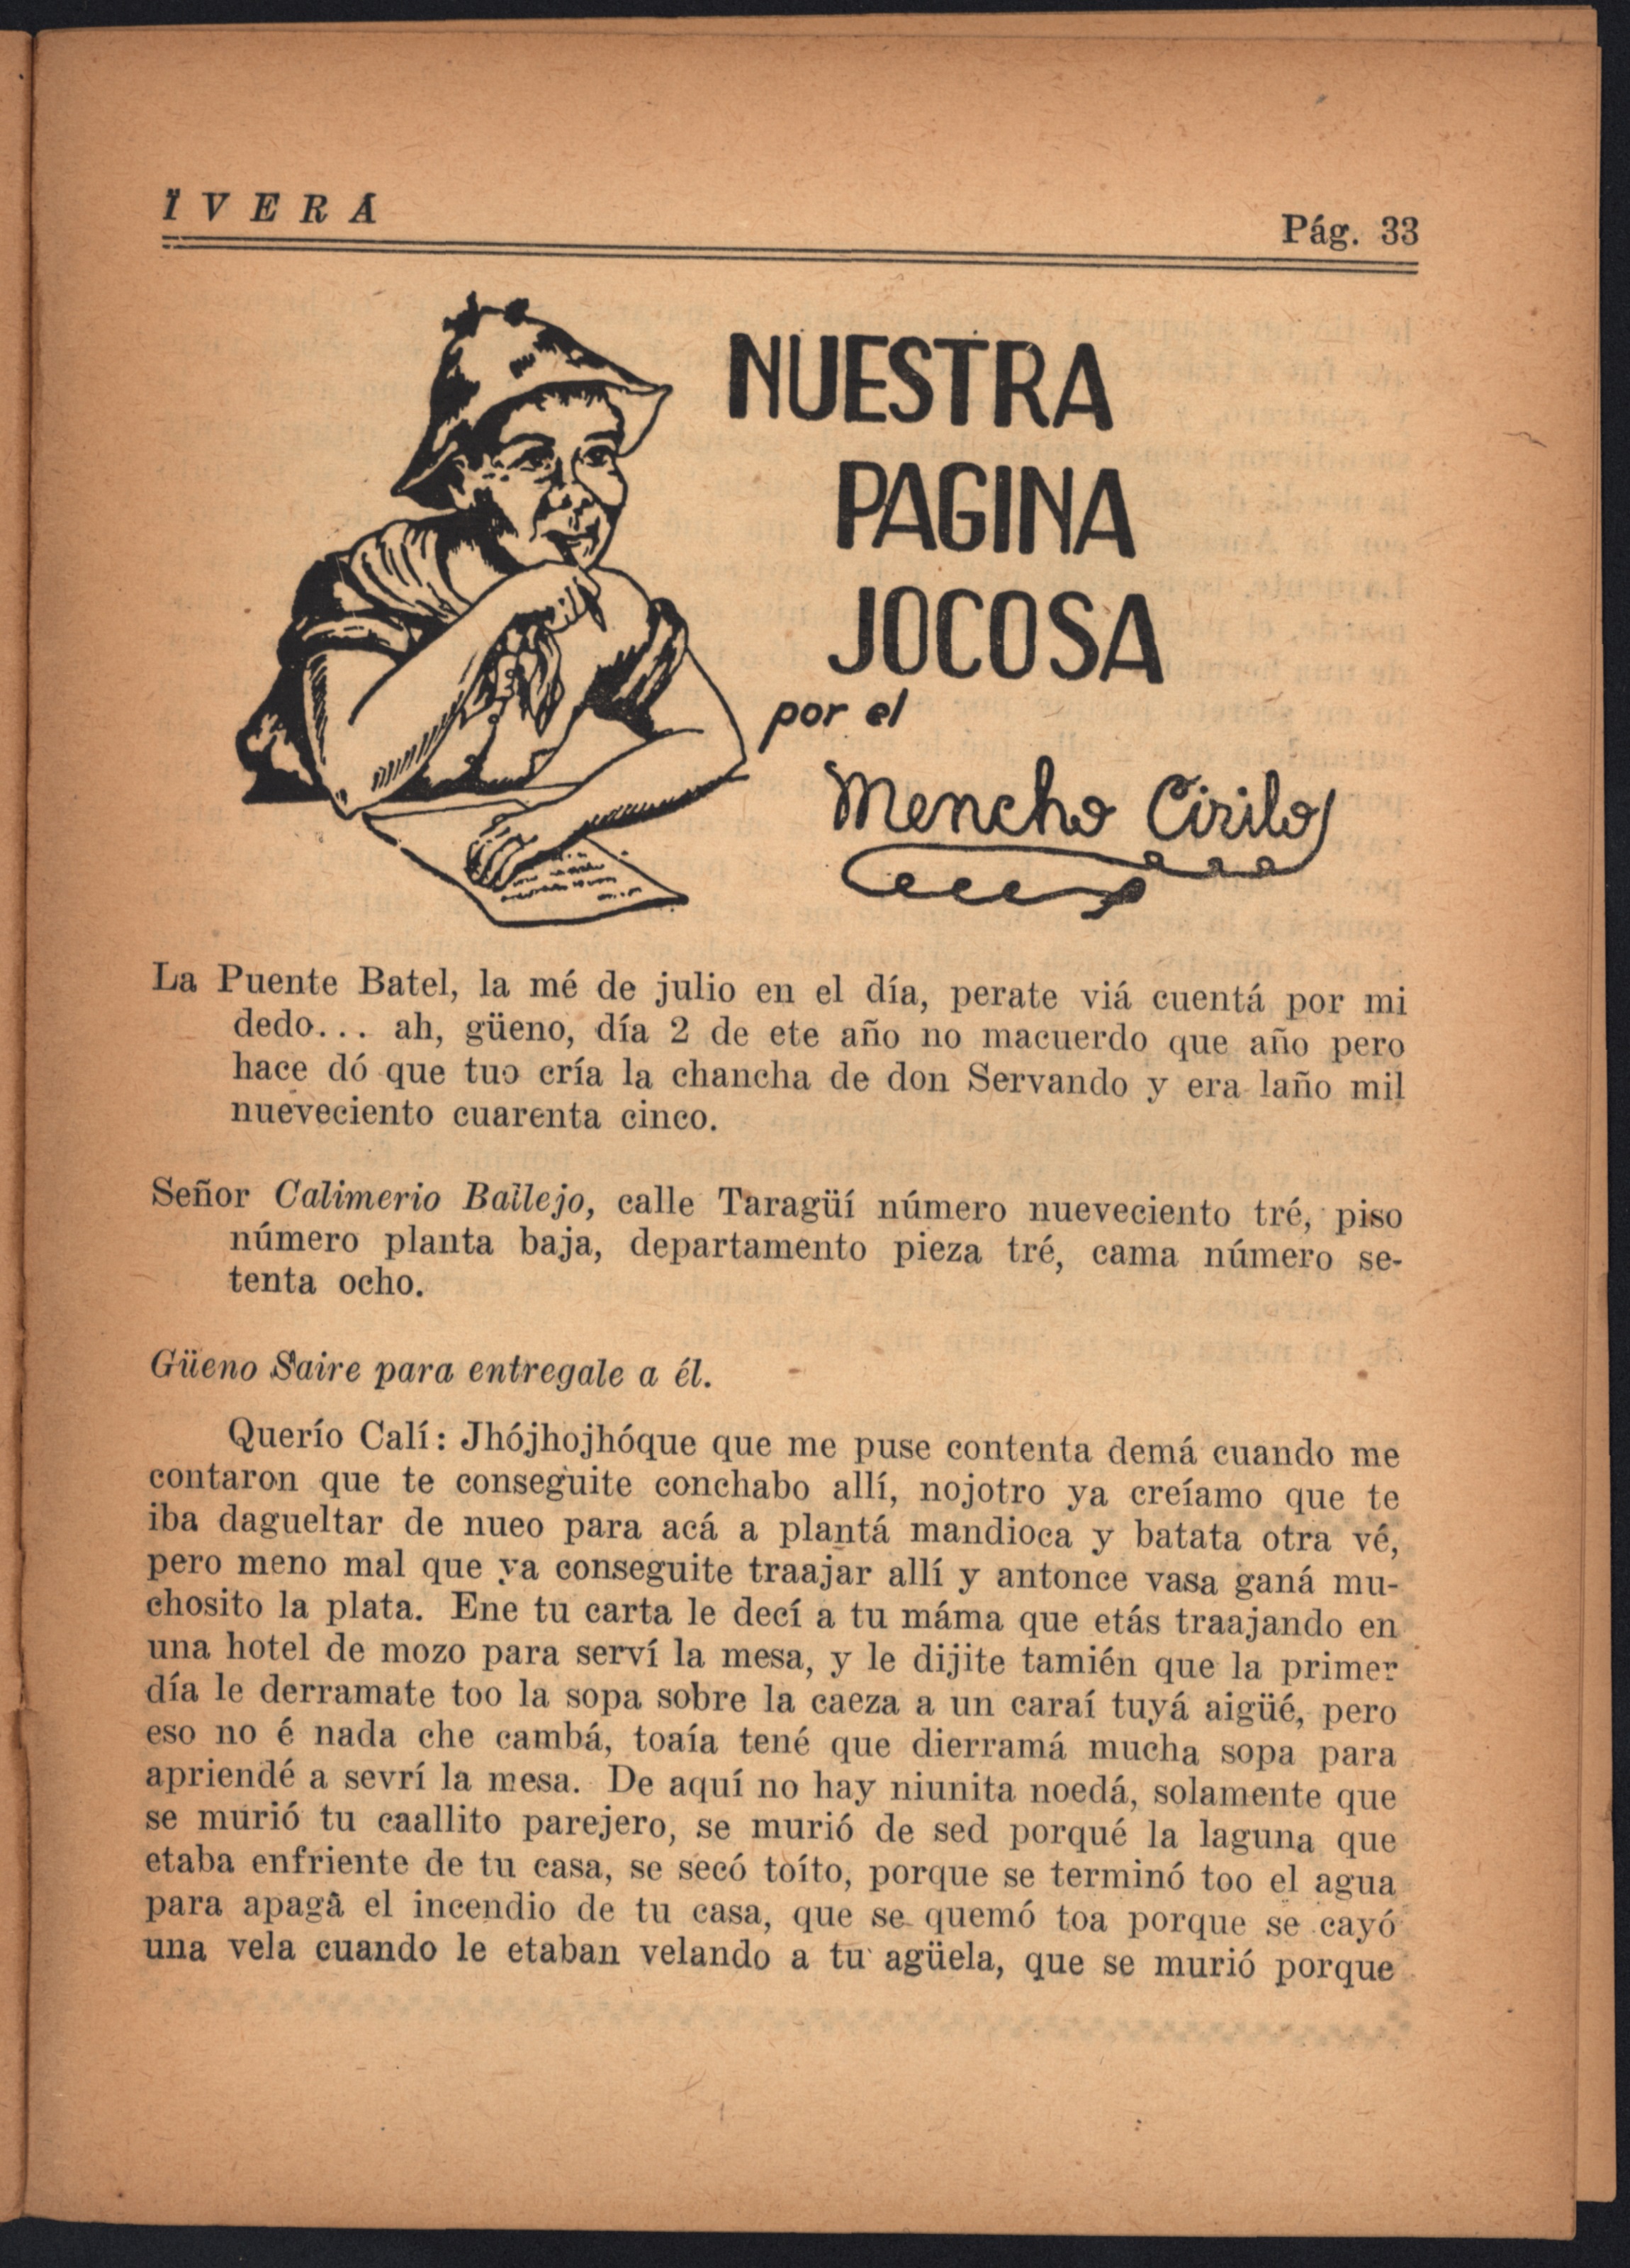 ÏVERÁ
Pág. 33
NUESTRA
PAGINA
JOCOSA
por el
Mencho Cirilo
La Puente Batel, la mé de julio en el día, perate viá cuentá por mi
dedo... ah, güeno, día 2 de ete año no macuerdo que año pero
hace dó que tuo cría la chancha de don Servando y era laño mil
nueveciento cuarenta cinco.
Señor Calimerio Ballejo, calle Taragüí número nueveciento tré, piso
número planta baja, departamento pieza tré, cama número se-
tenta ocho.
Güeno Saire para entregale a él.
Querío Calí: Jhójhojhóque que me puse contenta demá cuando me
contaron que te conseguite conchabo allí, nojotro ya creíamo que te
iba dagueltar de nueo para acá a plantá mandioca y batata otra vé,
pero meno mal que ya conseguite traajar allí y antonce vasa ganá mu-
chosito la plata. Ene tu carta le decí a tu máma que etás traajando en
una hotel de mozo para serví la mesa, y le dijite tamién que la primer
día le derramate too la sopa sobre la caeza a un caraí tuyá aigüé, pero
eso no é nada che cambá, toaía tené que dierramá mucha sopa para
apriendé a sevrí la mesa. De aquí no hay niunita noedá, solamente que
se murió tu caallito parejero, se murió de sed porqué la laguna que
etaba enfriente de tu casa, se secó toíto, porque se terminó too el agua
para apagá el incendio de tu casa, que se quemó toa porque se cayó
una vela cuando le etaban velando a tu agüela, que se murió porque